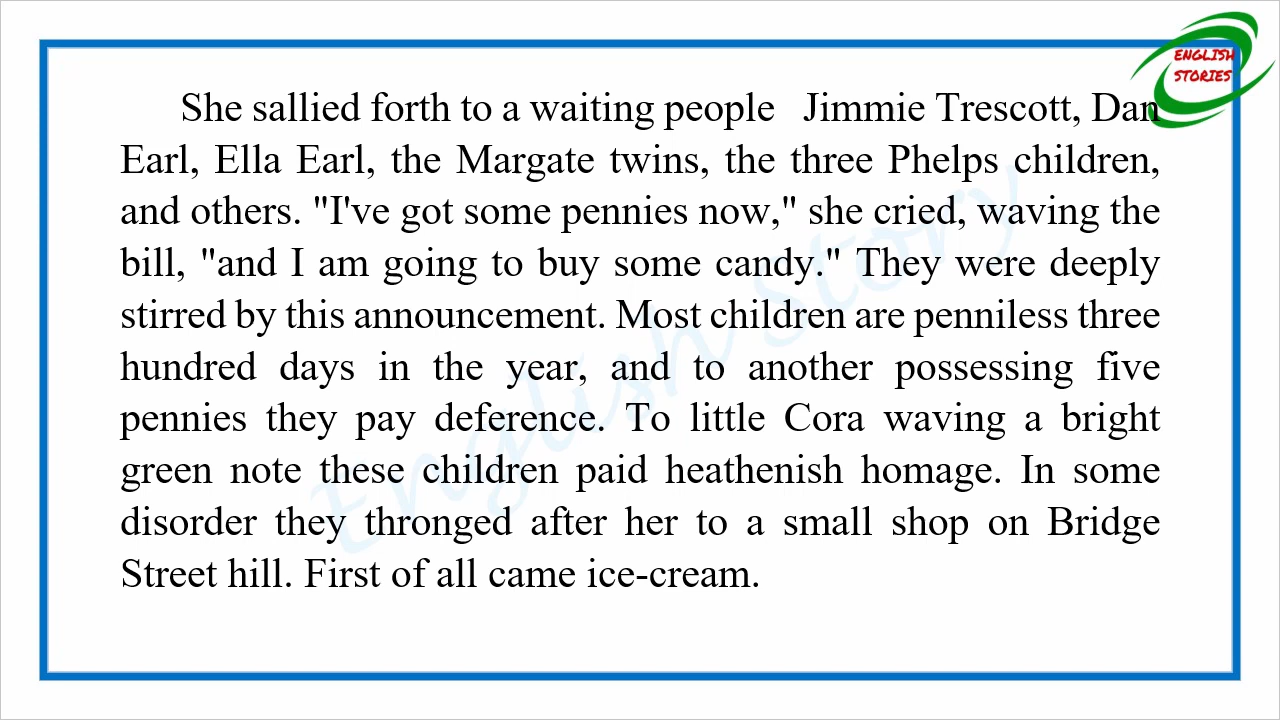 ENGLISH
STORIES
She sallied forth to a waiting people   Jimmie Trescott, Dan
Earl, Ella Earl, the Margate twins, the three Phelps children,
and others. "I've got some pennies now," she cried, waving the
bill, "and I am going to buy some candy." They were deeply
stirred by this announcement. Most children are penniless three
hundred days in the year, and to another possessing five
pennies they pay deference. To little Cora waving a bright
green note these children paid heathenish homage. In some
disorder they thronged after her to a small shop on Bridge
Street hill. First of all came ice-cream.
English Story